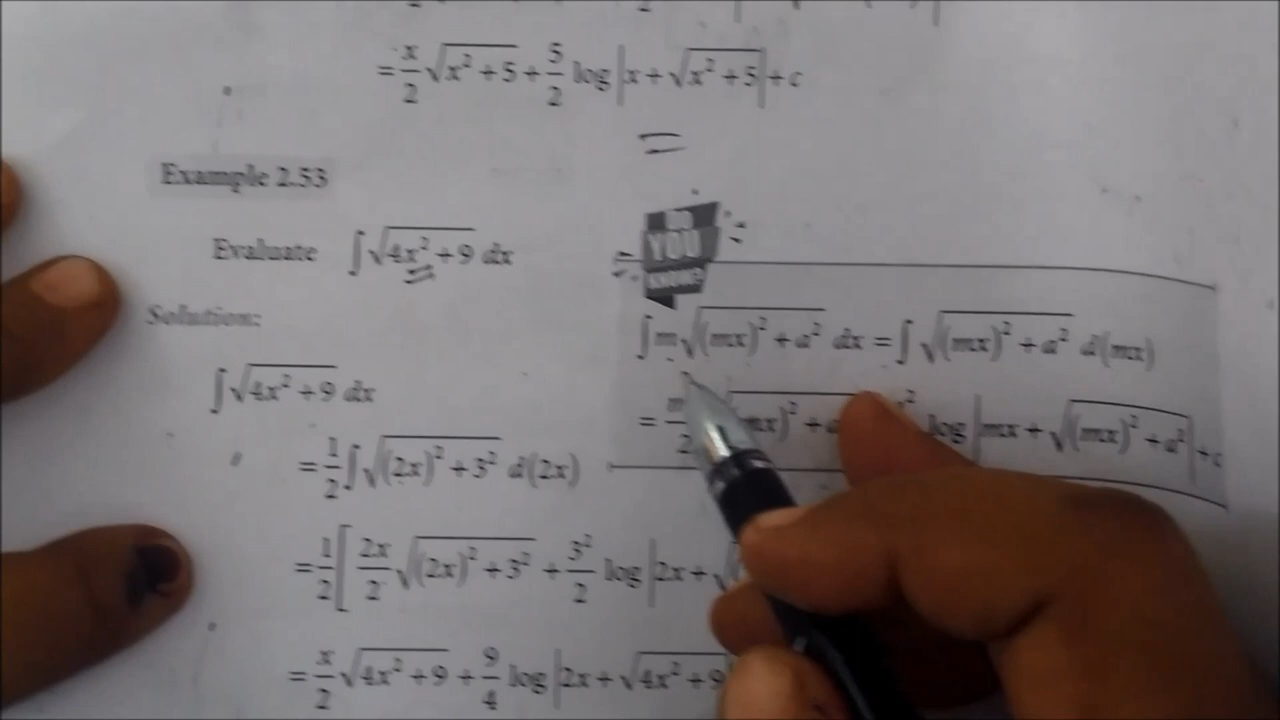 = x/2 √(x² + 5) + 5/2 log |x + √(x² + 5)| + c
Example 2.53
Evaluate ∫√(4x² + 9) dx
DO
YOU
KNOW?
∫m√((mx)² + a²) dx = ∫√((mx)² + a²) d(mx)
log |mx + √((mx)² + a²)| + c
Solution:
∫√(4x² + 9) dx
= 1/2 ∫√((2x)² + 3²) d(2x)
= 1/2 [ 2x/2 √((2x)² + 3²) + 3²/2 log |2x + √
= x/2 √(4x² + 9) + 9/4 log |2x + √(4x² + 9